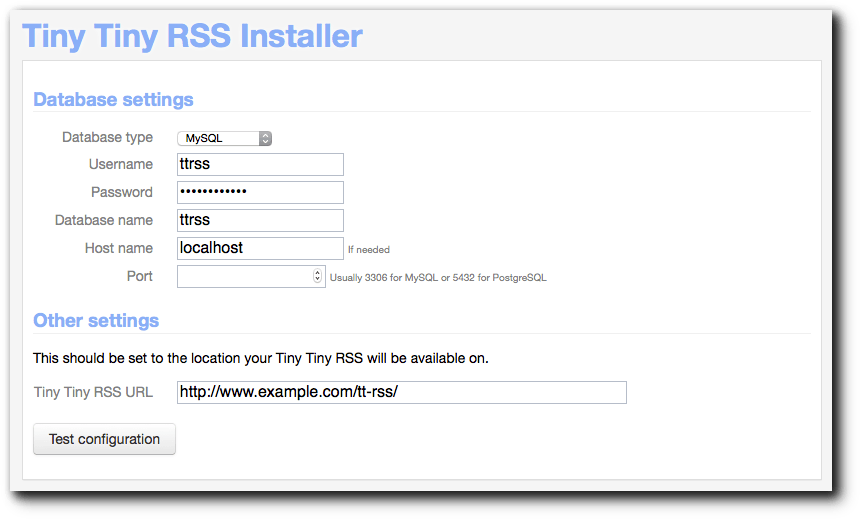 Tiny Tiny RSS Installer
Database settings
Database type MySQL
Username ttrss
Password ••••••••••••
Database name ttrss
Host name localhost If needed
Port Usually 3306 for MySQL or 5432 for PostgreSQL
Other settings
This should be set to the location your Tiny Tiny RSS will be available on.
Tiny Tiny RSS URL http://www.example.com/tt-rss/
Test configuration